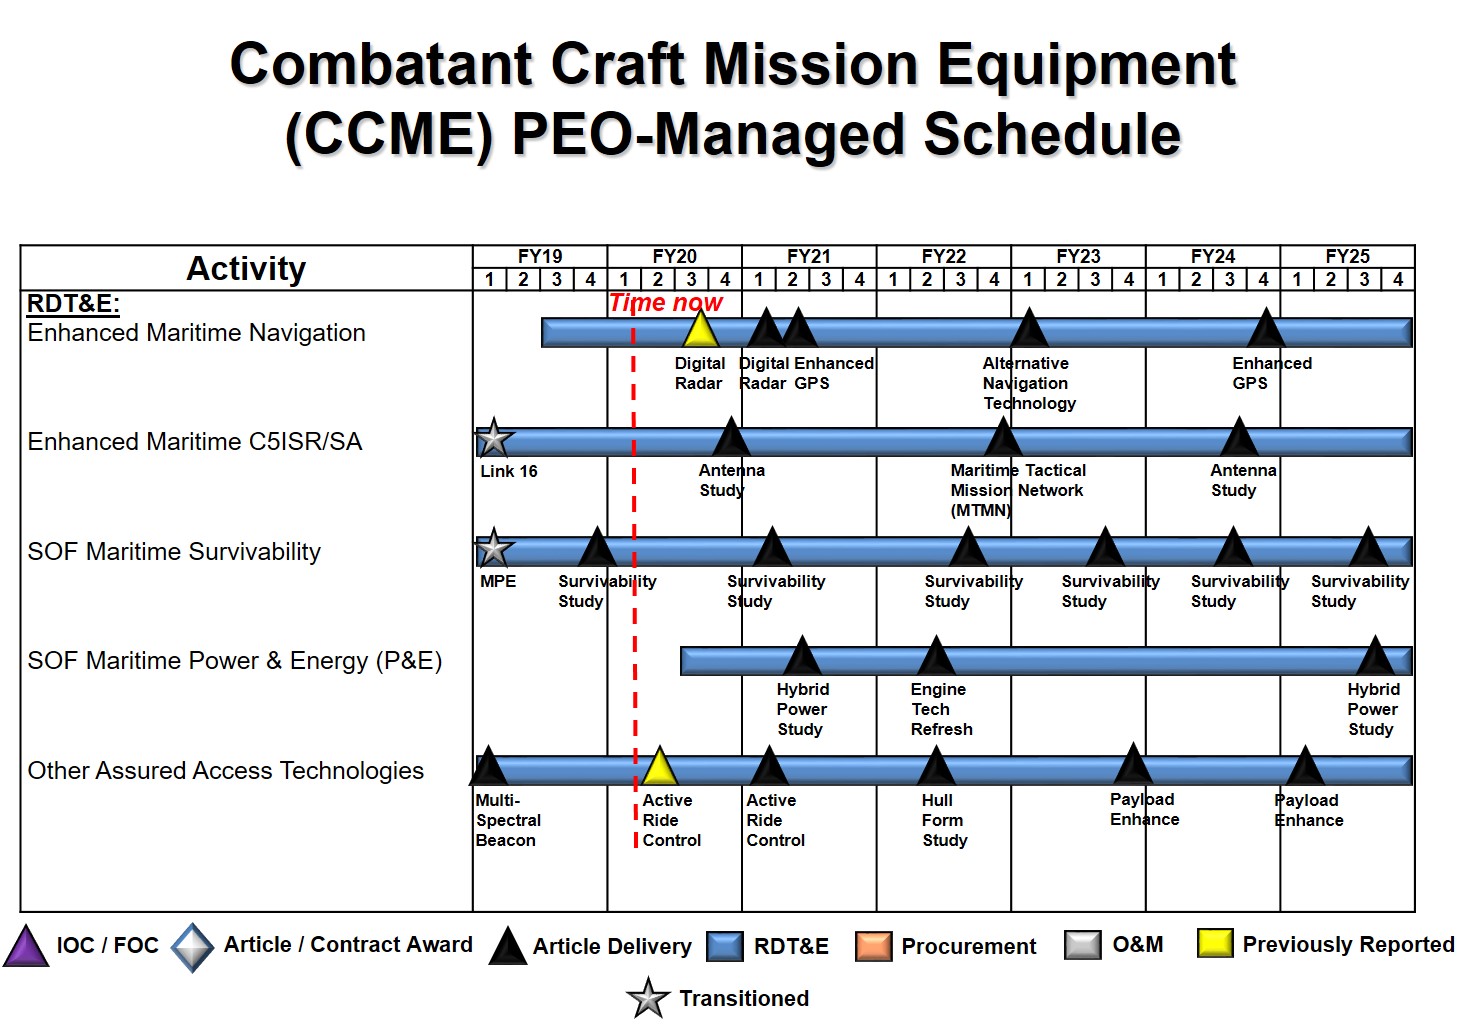 Combatant Craft Mission Equipment
(CCME) PEO-Managed Schedule
Activity
FY19 FY20 FY21 FY22 FY23 FY24 FY25
1 2 3 4 1 2 3 4 1 2 3 4 1 2 3 4 1 2 3 4 1 2 3 4 1 2 3 4
RDT&E:
Time now
Enhanced Maritime Navigation
Digital Radar
Digital Radar
Enhanced GPS
Alternative Navigation Technology
Enhanced GPS
Enhanced Maritime C5ISR/SA
Link 16
Antenna Study
Maritime Tactical Mission Network (MTMN)
Antenna Study
SOF Maritime Survivability
MPE
Survivability Study
Survivability Study
Survivability Study
Survivability Study
Survivability Study
Survivability Study
SOF Maritime Power & Energy (P&E)
Hybrid Power Study
Engine Tech Refresh
Hybrid Power Study
Other Assured Access Technologies
Multi-Spectral Beacon
Active Ride Control
Active Ride Control
Hull Form Study
Payload Enhance
Payload Enhance
IOC / FOC
Article / Contract Award
Article Delivery
RDT&E
Procurement
O&M
Previously Reported
Transitioned